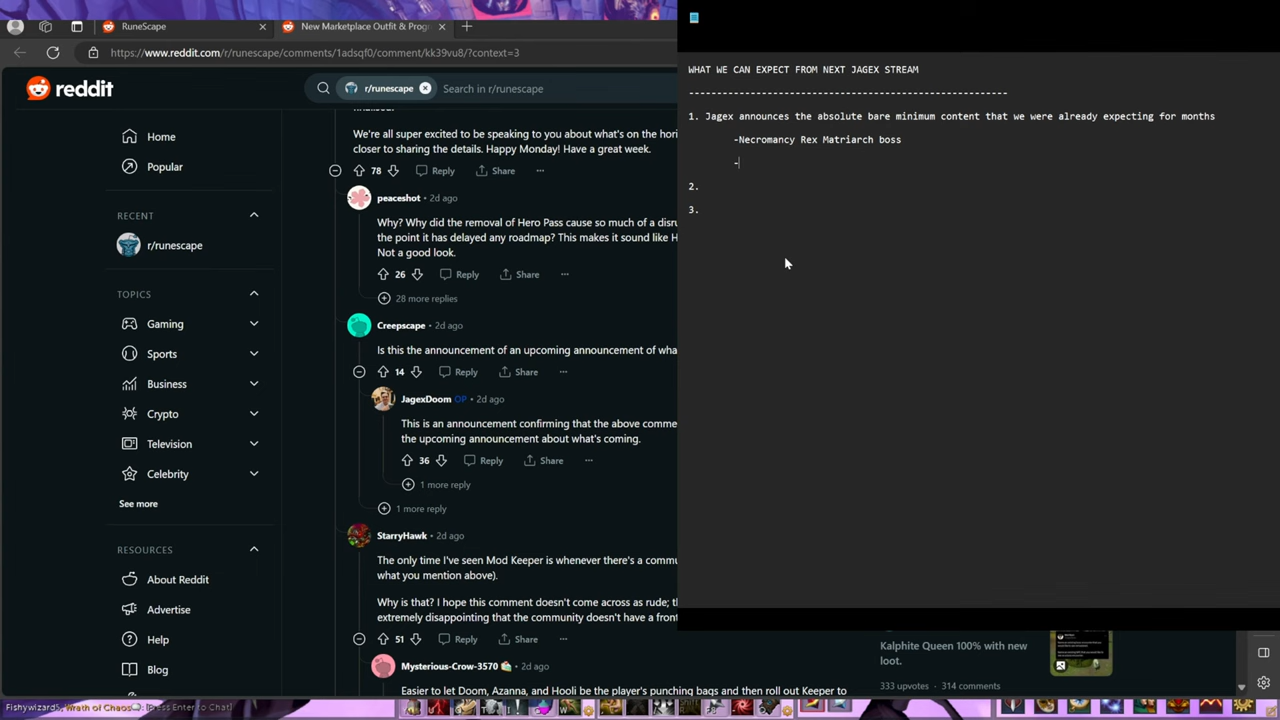 RuneScape
New Marketplace Outfit & Prog
https://www.reddit.com/r/runescape/comments/1adsqf0/comment/kk39vu8/?context=3
reddit
r/runescape
Search in r/runescape
Home
Popular
RECENT
r/runescape
TOPICS
Gaming
Sports
Business
Crypto
Television
Celebrity
See more
RESOURCES
About Reddit
Advertise
Help
Blog
We're all super excited to be speaking to you about what's on the hori
closer to sharing the details. Happy Monday! Have a great week.
78 Reply Share ...
peaceshot • 2d ago
Why? Why did the removal of Hero Pass cause so much of a disru
the point it has delayed any roadmap? This makes it sound like H
Not a good look.
26 Reply Share ...
28 more replies
Creepscape • 2d ago
Is this the announcement of an upcoming announcement of wha
14 Reply Share ...
JagexDoom OP • 2d ago
This is an announcement confirming that the above comme
the upcoming announcement about what's coming.
36 Reply Share ...
1 more reply
1 more reply
StarryHawk • 2d ago
The only time I've seen Mod Keeper is whenever there's a commu
what you mention above).
Why is that? I hope this comment doesn't come across as rude; th
extremely disappointing that the community doesn't have a front
51 Reply Share ...
Mysterious-Crow-3570 • 2d ago
Easier to let Doom, Azanna, and Hooli be the player's punching bags and then roll out Keeper to
WHAT WE CAN EXPECT FROM NEXT JAGEX STREAM
---------------------------------------------------------
1. Jagex announces the absolute bare minimum content that we were already expecting for months
-Necromancy Rex Matriarch boss
-
2.
3.
Kalphite Queen 100% with new
loot.
333 upvotes • 314 comments
Fishywizard5, Wrath of Chaos : [Press Enter to Chat]